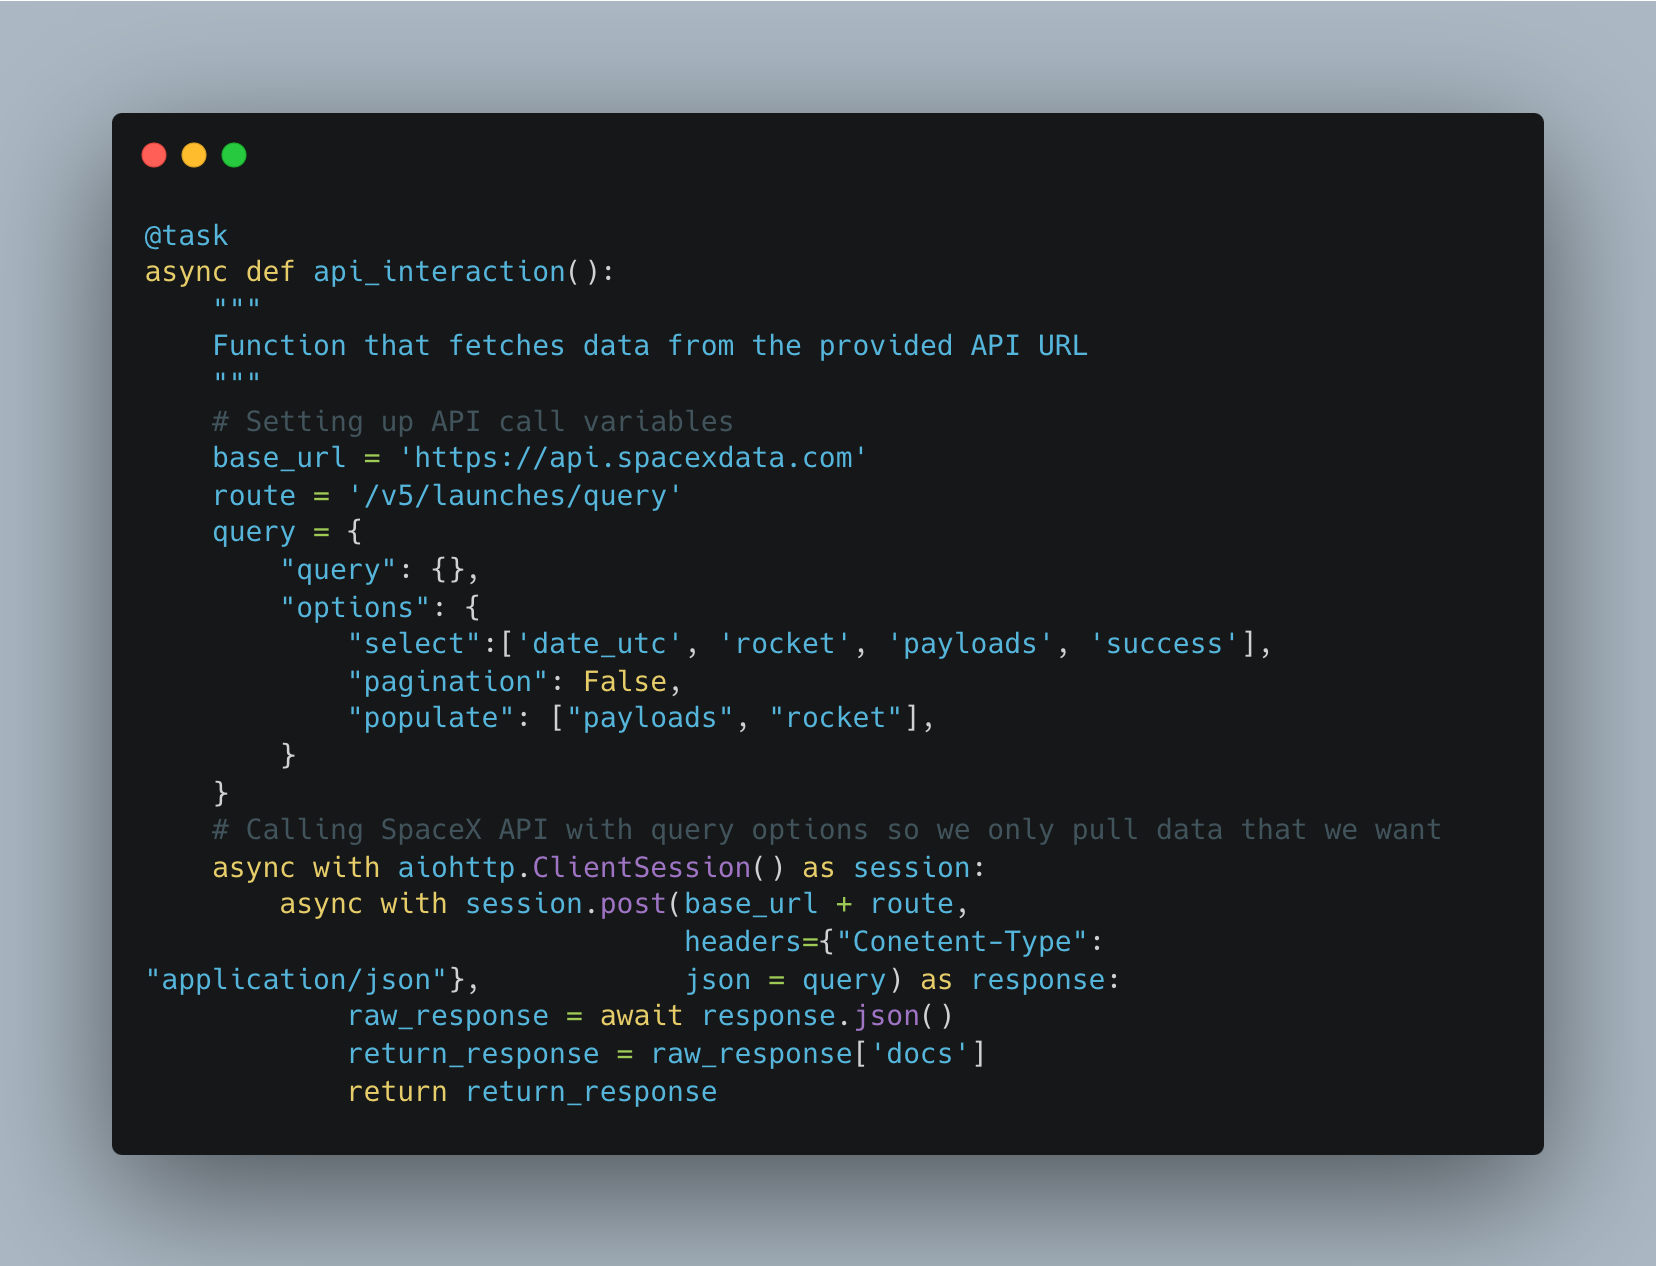 @task
async def api_interaction():
    """
    Function that fetches data from the provided API URL
    """
    # Setting up API call variables
    base_url = 'https://api.spacexdata.com'
    route = '/v5/launches/query'
    query = {
        "query": {},
        "options": {
            "select":['date_utc', 'rocket', 'payloads', 'success'],
            "pagination": False,
            "populate": ["payloads", "rocket"],
        }
    }
    # Calling SpaceX API with query options so we only pull data that we want
    async with aiohttp.ClientSession() as session:
        async with session.post(base_url + route,
                                headers={"Conetent-Type":
"application/json"},            json = query) as response:
            raw_response = await response.json()
            return_response = raw_response['docs']
            return return_response